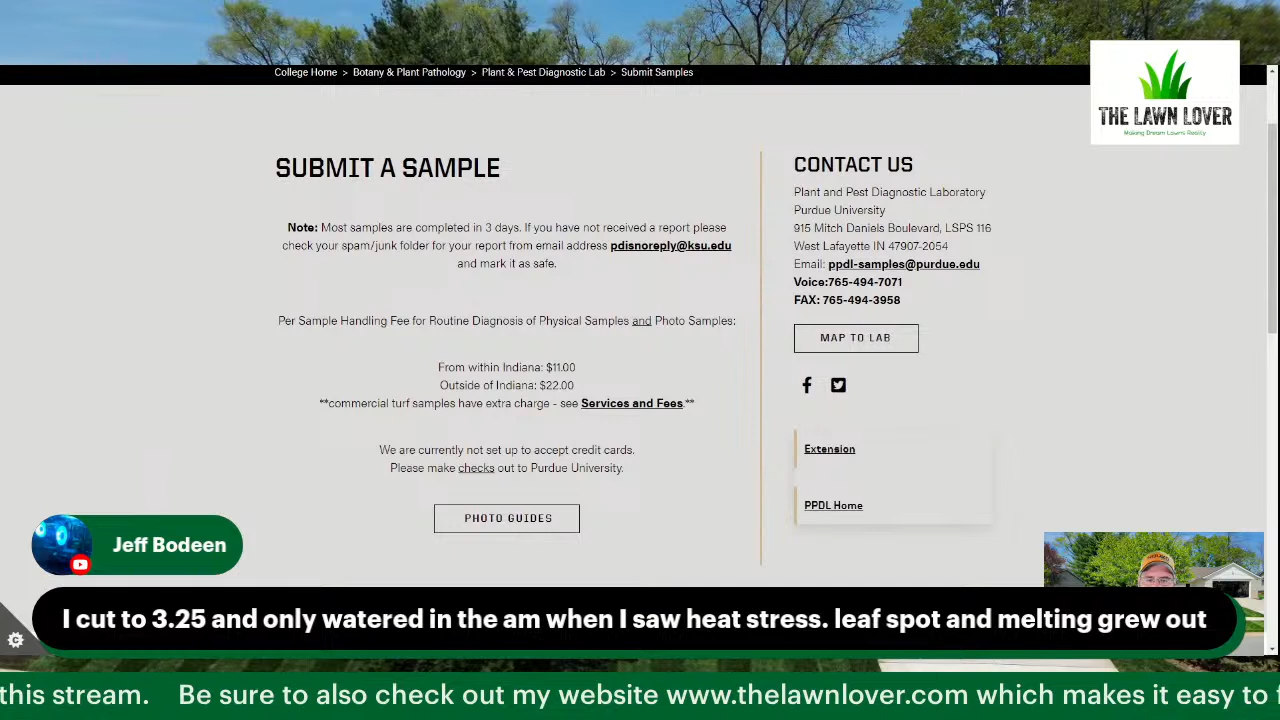 College Home > Botany & Plant Pathology > Plant & Pest Diagnostic Lab > Submit Samples
THE LAWN LOVER
Making Dream Lawns Reality
SUBMIT A SAMPLE
Note: Most samples are completed in 3 days. If you have not received a report please
check your spam/junk folder for your report from email address pdisnoreply@ksu.edu
and mark it as safe.
Per Sample Handling Fee for Routine Diagnosis of Physical Samples and Photo Samples:
From within Indiana: $11.00
Outside of Indiana: $22.00
**commercial turf samples have extra charge - see Services and Fees.**
We are currently not set up to accept credit cards.
Please make checks out to Purdue University.
PHOTO GUIDES
CONTACT US
Plant and Pest Diagnostic Laboratory
Purdue University
915 Mitch Daniels Boulevard, LSPS 116
West Lafayette IN 47907-2054
Email: ppdl-samples@purdue.edu
Voice:765-494-7071
FAX: 765-494-3958
MAP TO LAB
Extension
PPDL Home
Jeff Bodeen
I cut to 3.25 and only watered in the am when I saw heat stress. leaf spot and melting grew out
this stream. Be sure to also check out my website www.thelawnlover.com which makes it easy to